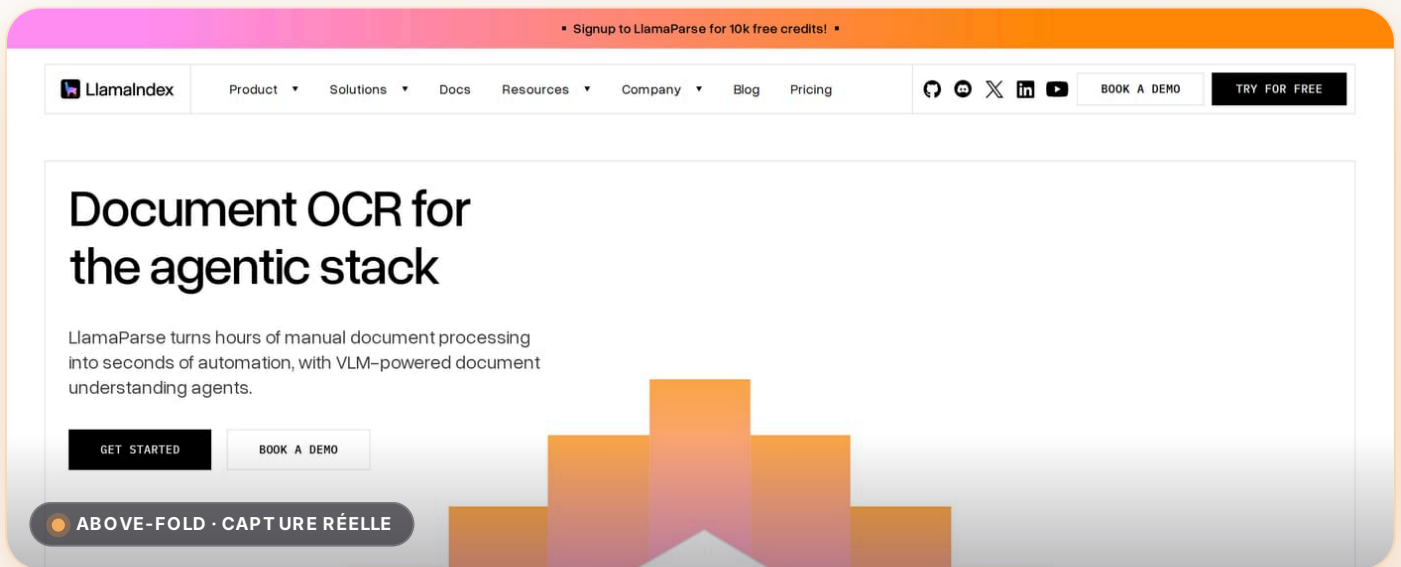 ▪ Signup to LlamaParse for 10k free credits! ▪
LlamaIndex
Product ▼ Solutions ▼ Docs Resources ▼ Company ▼ Blog Pricing
BOOK A DEMO
TRY FOR FREE
Document OCR for
the agentic stack
LlamaParse turns hours of manual document processing
into seconds of automation, with VLM-powered document
understanding agents.
GET STARTED
BOOK A DEMO
ABOVE-FOLD · CAPTURE RÉELLE